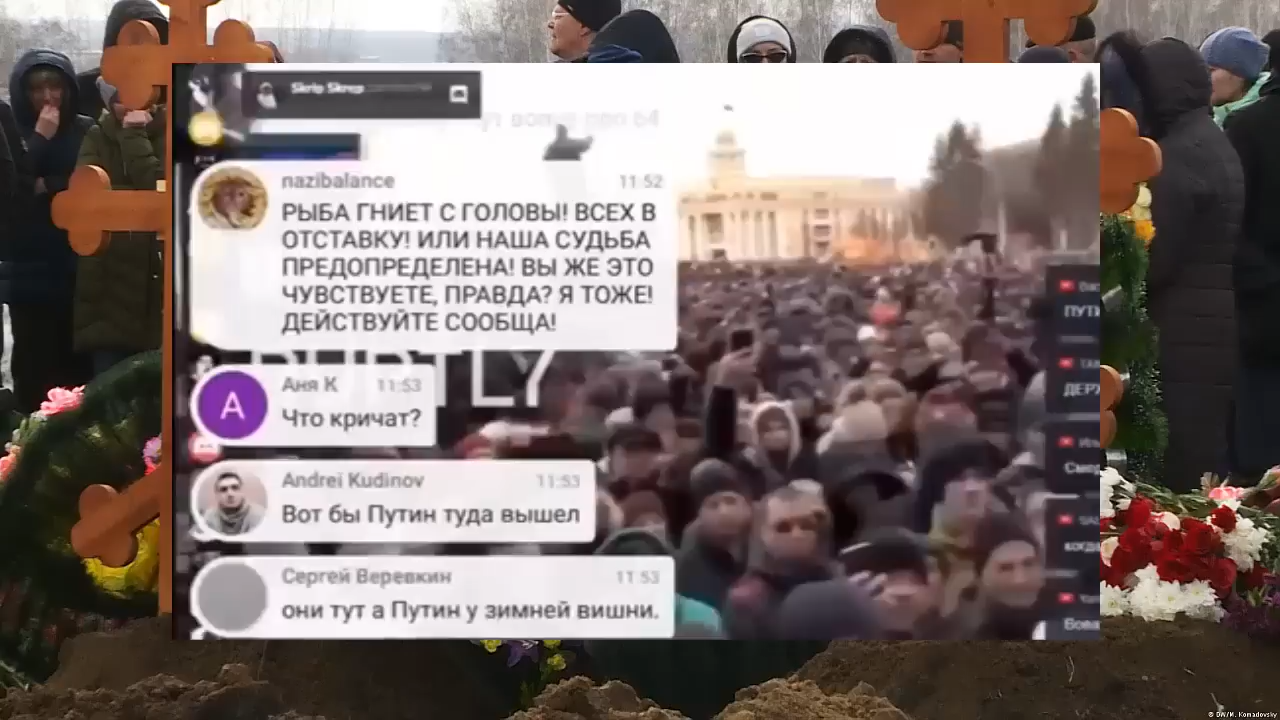 Skrip Skrep
nazibalance 11:52
РЫБА ГНИЕТ С ГОЛОВЫ! ВСЕХ В
ОТСТАВКУ! ИЛИ НАША СУДЬБА
ПРЕДОПРЕДЕЛЕНА! ВЫ ЖЕ ЭТО
ЧУВСТВУЕТЕ, ПРАВДА? Я ТОЖЕ!
ДЕЙСТВУЙТЕ СООБЩА!
Аня К 11:53
А
Что кричат?
Andrei Kudinov 11:53
Вот бы Путин туда вышел
Сергей Веревкин 11:53
они тут а Путин у зимней вишни.
© DW/M. Komadovsky